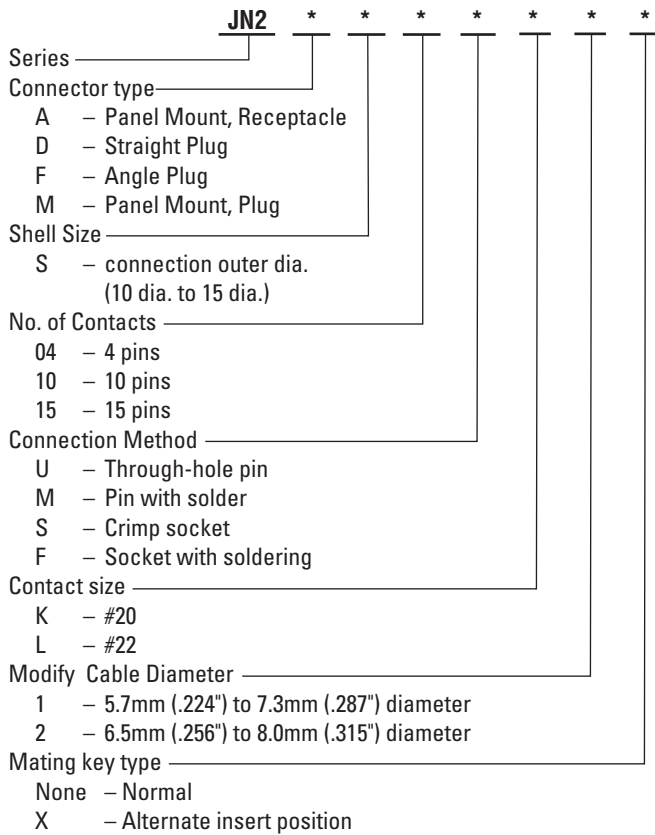 JN2 * * * * * * *
Series
Connector type
A – Panel Mount, Receptacle
D – Straight Plug
F – Angle Plug
M – Panel Mount, Plug
Shell Size
S – connection outer dia.
(10 dia. to 15 dia.)
No. of Contacts
04 – 4 pins
10 – 10 pins
15 – 15 pins
Connection Method
U – Through-hole pin
M – Pin with solder
S – Crimp socket
F – Socket with soldering
Contact size
K – #20
L – #22
Modify Cable Diameter
1 – 5.7mm (.224") to 7.3mm (.287") diameter
2 – 6.5mm (.256") to 8.0mm (.315") diameter
Mating key type
None – Normal
X – Alternate insert position